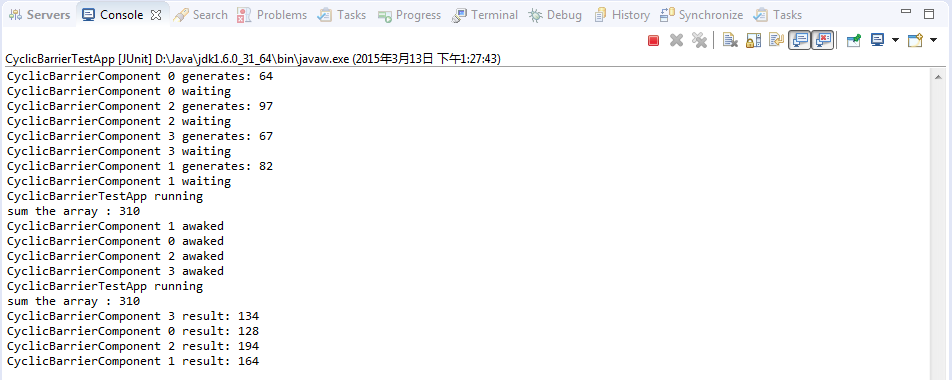 Servers Console Search Problems Tasks Progress Terminal Debug History Synchronize Tasks
CyclicBarrierTestApp [JUnit] D:\Java\jdk1.6.0_31_64\bin\javaw.exe (2015年3月13日 下午1:27:43)
CyclicBarrierComponent 0 generates: 64
CyclicBarrierComponent 0 waiting
CyclicBarrierComponent 2 generates: 97
CyclicBarrierComponent 2 waiting
CyclicBarrierComponent 3 generates: 67
CyclicBarrierComponent 3 waiting
CyclicBarrierComponent 1 generates: 82
CyclicBarrierComponent 1 waiting
CyclicBarrierTestApp running
sum the array : 310
CyclicBarrierComponent 1 awaked
CyclicBarrierComponent 0 awaked
CyclicBarrierComponent 2 awaked
CyclicBarrierComponent 3 awaked
CyclicBarrierTestApp running
sum the array : 310
CyclicBarrierComponent 3 result: 134
CyclicBarrierComponent 0 result: 128
CyclicBarrierComponent 2 result: 194
CyclicBarrierComponent 1 result: 164